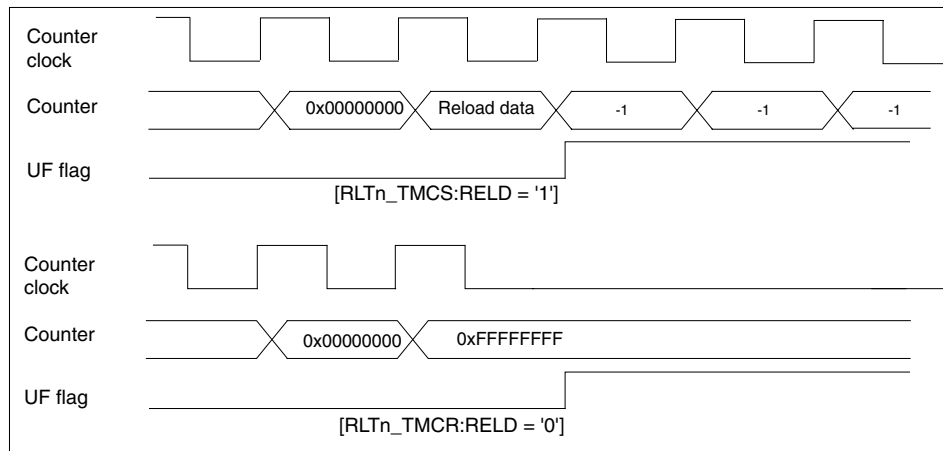 Counter
clock
Counter
0x00000000
Reload data
-1
-1
-1
UF flag
[RLTn_TMCS:RELD = '1']
Counter
clock
Counter
0x00000000
0xFFFFFFFF
UF flag
[RLTn_TMCR:RELD = '0']